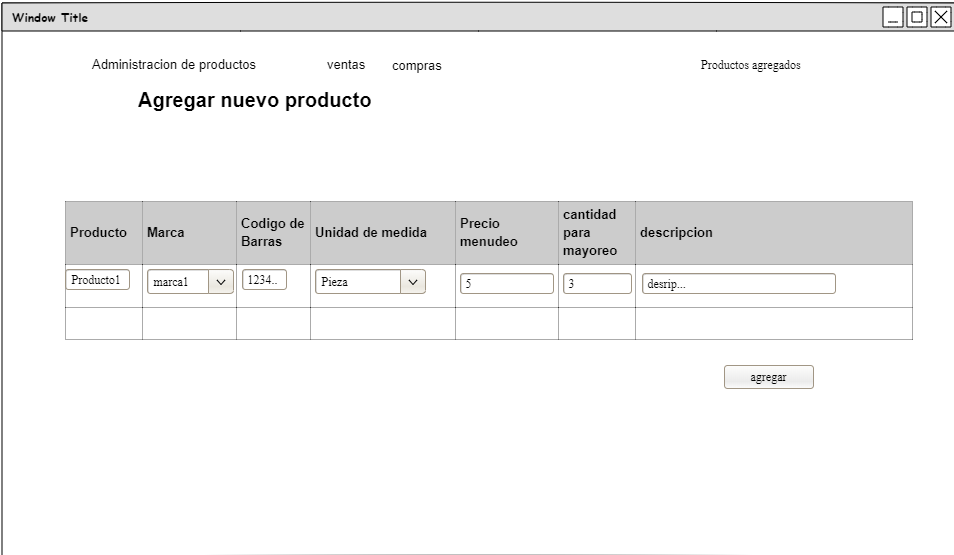 Window Title
Administracion de productos ventas compras Productos agregados
Agregar nuevo producto
Producto Marca Codigo de Barras Unidad de medida Precio menudeo cantidad para mayoreo descripcion
Producto1 marca1 1234.. Pieza 5 3 desrip...
agregar